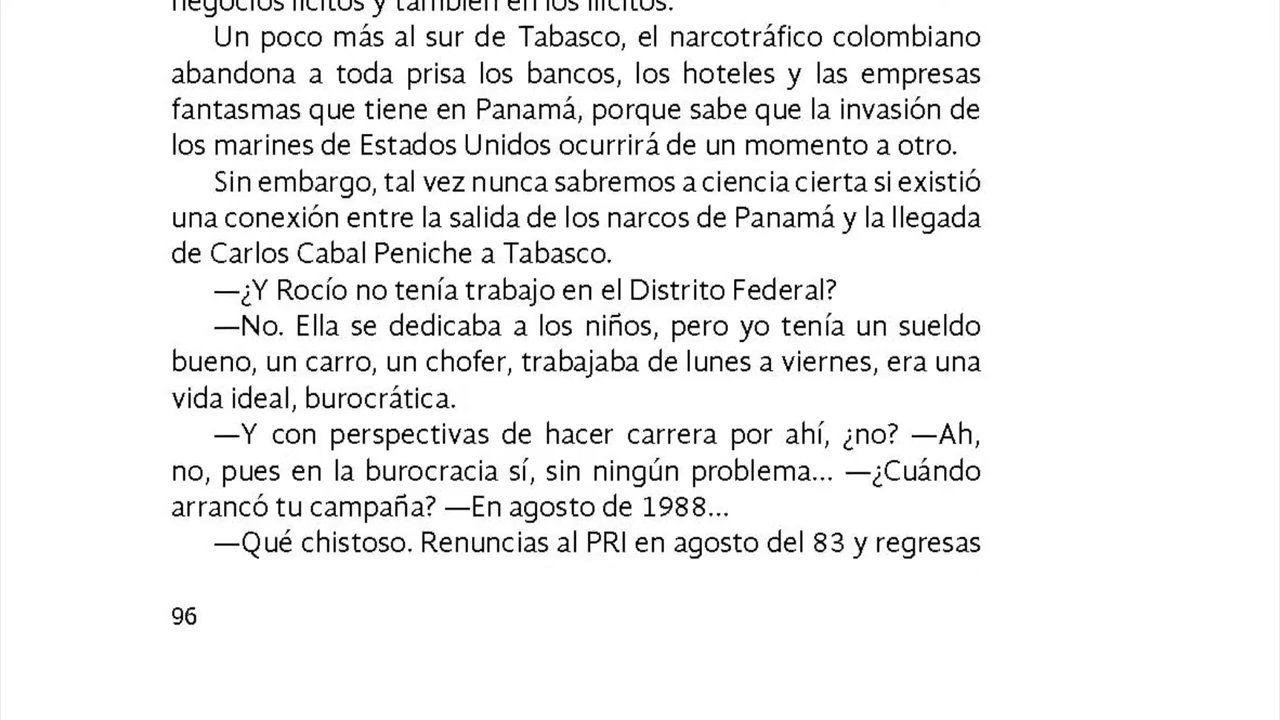 negocios lícitos y también en los ilícitos.
Un poco más al sur de Tabasco, el narcotráfico colombiano
abandona a toda prisa los bancos, los hoteles y las empresas
fantasmas que tiene en Panamá, porque sabe que la invasión de
los marines de Estados Unidos ocurrirá de un momento a otro.
Sin embargo, tal vez nunca sabremos a ciencia cierta si existió
una conexión entre la salida de los narcos de Panamá y la llegada
de Carlos Cabal Peniche a Tabasco.
—¿Y Rocío no tenía trabajo en el Distrito Federal?
—No. Ella se dedicaba a los niños, pero yo tenía un sueldo
bueno, un carro, un chofer, trabajaba de lunes a viernes, era una
vida ideal, burocrática.
—Y con perspectivas de hacer carrera por ahí, ¿no? —Ah,
no, pues en la burocracia sí, sin ningún problema... —¿Cuándo
arrancó tu campaña? —En agosto de 1988...
—Qué chistoso. Renuncias al PRI en agosto del 83 y regresas
96